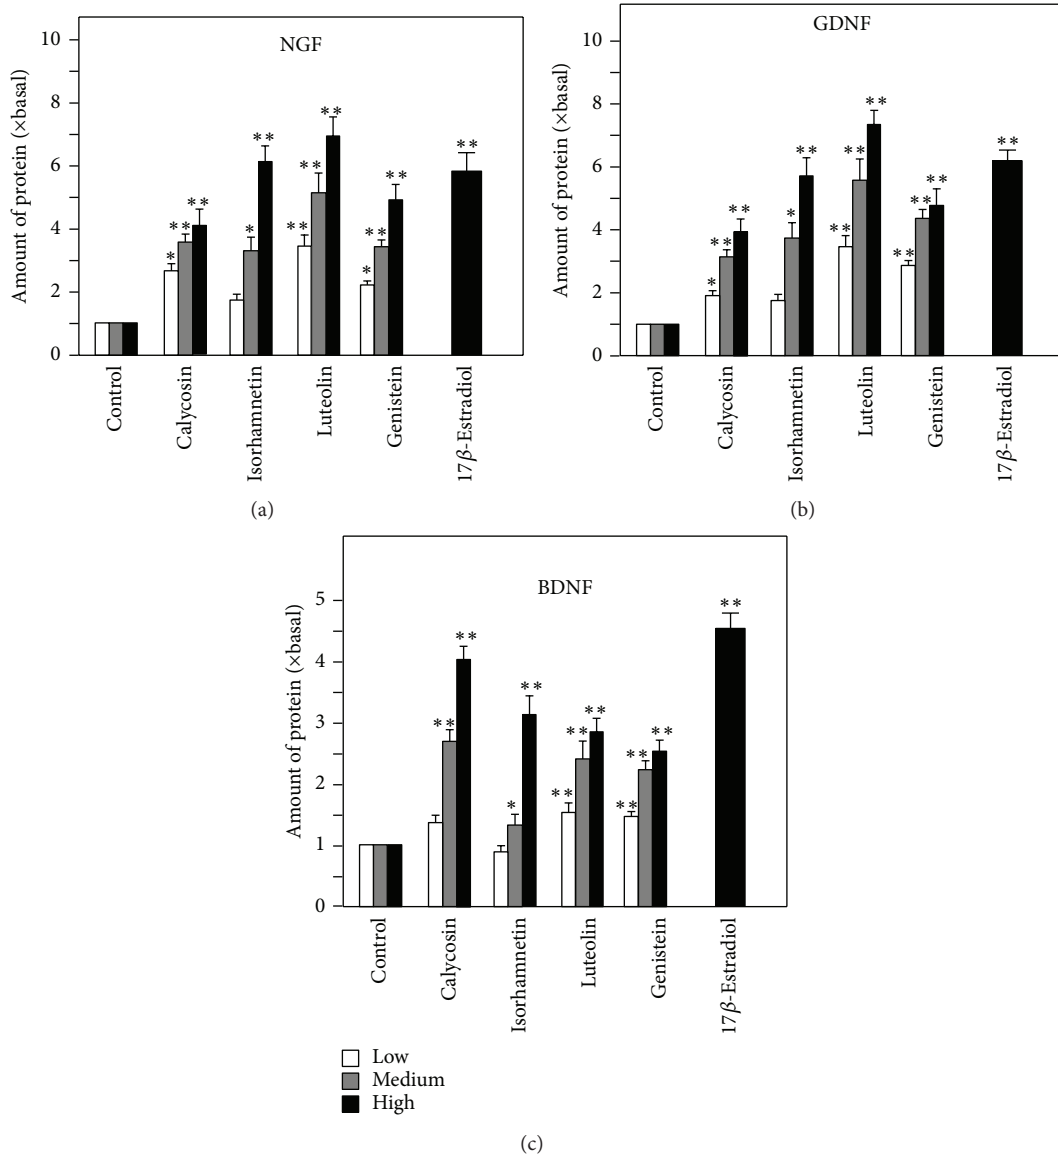 NGF
Amount of protein (×basal)
10
8
6
4
2
0
**
**
**
**
**
**
**
*
**
**
**
*
*
Control
Calycosin
Isorhamnetin
Luteolin
Genistein
17β-Estradiol
(a)
GDNF
Amount of protein (×basal)
10
8
6
4
2
0
**
**
**
**
**
**
**
*
**
**
**
*
Control
Calycosin
Isorhamnetin
Luteolin
Genistein
17β-Estradiol
(b)
BDNF
Amount of protein (×basal)
5
4
3
2
1
0
**
**
**
**
**
**
**
**
*
**
**
Control
Calycosin
Isorhamnetin
Luteolin
Genistein
17β-Estradiol
Low
Medium
High
(c)